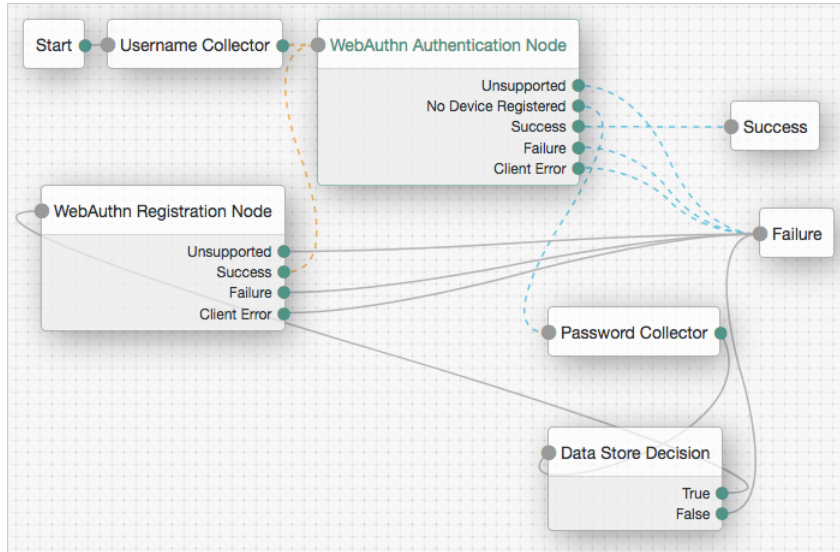 Start
Username Collector
WebAuthn Authentication Node
Unsupported
No Device Registered
Success
Failure
Client Error
Success
WebAuthn Registration Node
Unsupported
Success
Failure
Client Error
Failure
Password Collector
Data Store Decision
True
False